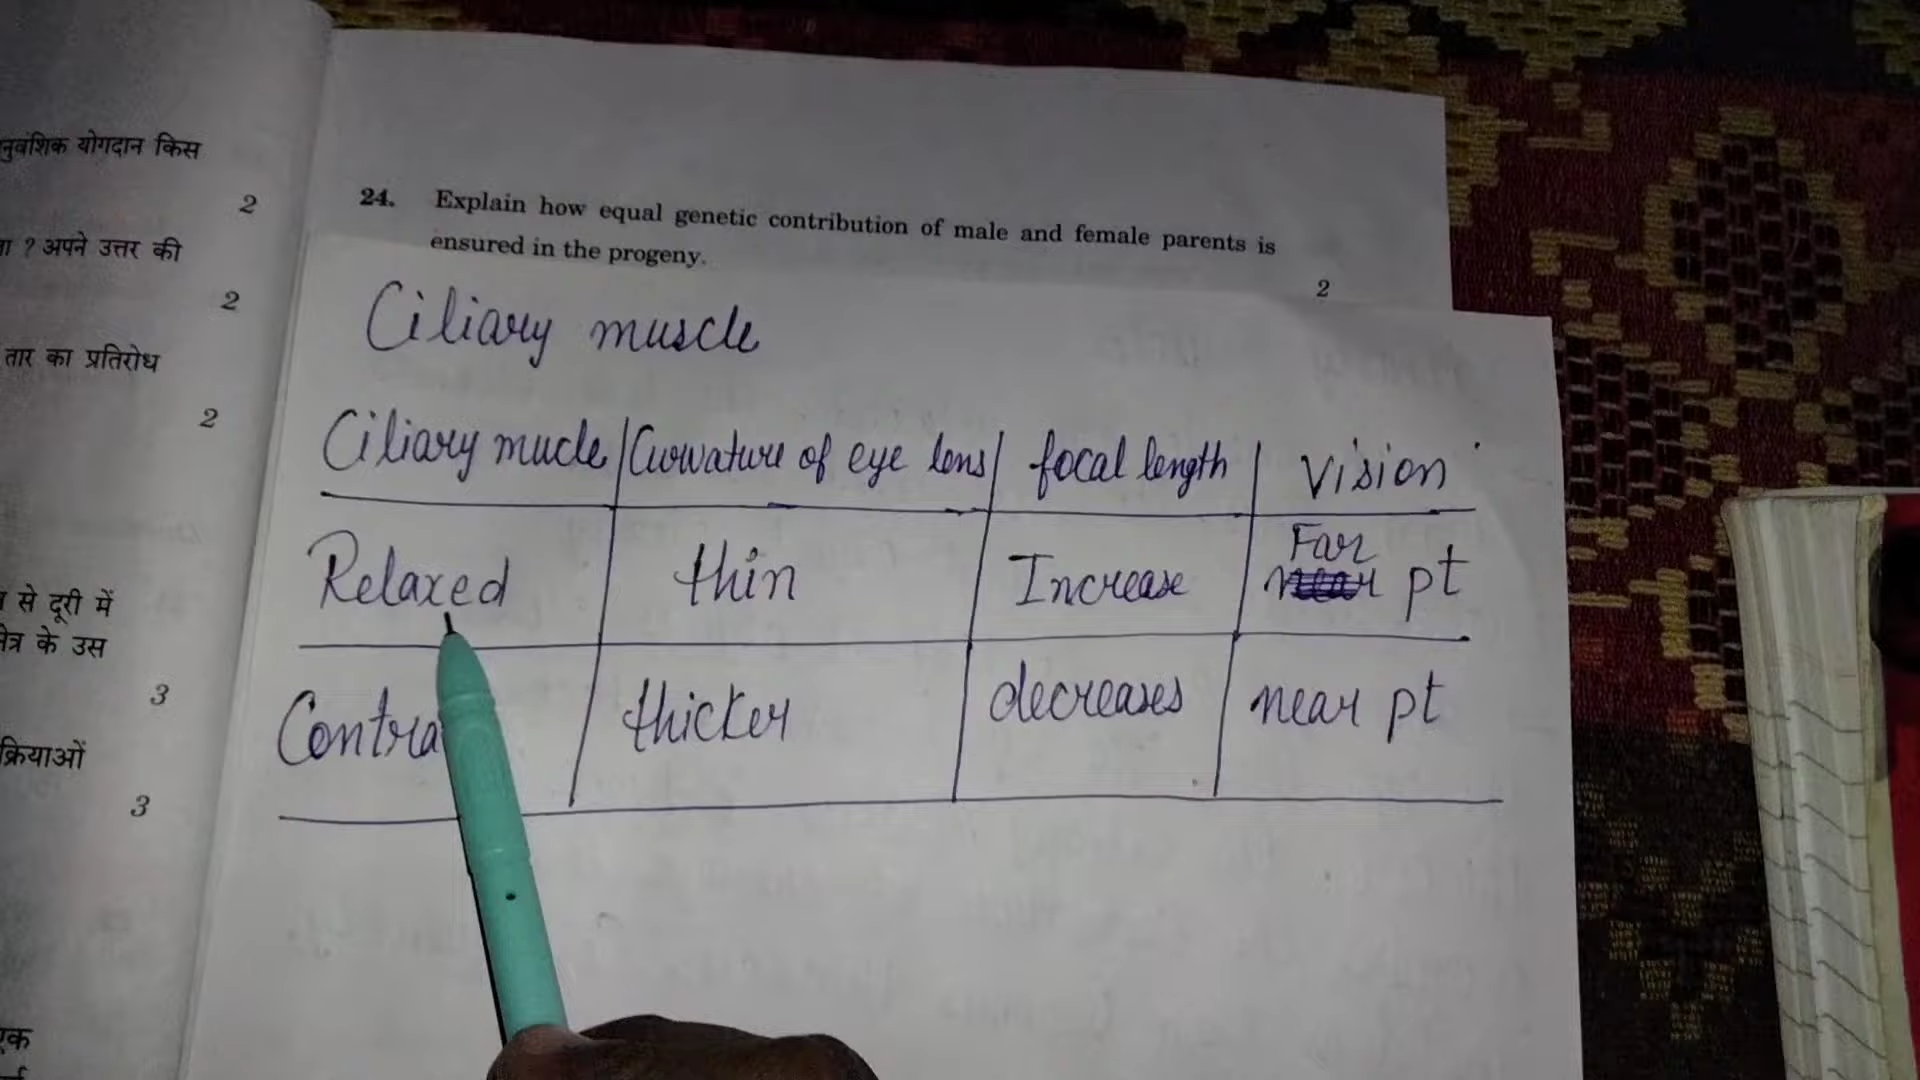 योगदान किस
2
? अपने उत्तर की
2
तार का प्रतिरोध
2
से दूरी में
के उस
3
क्रियाओं
3
24. Explain how equal genetic contribution of male and female parents is
ensured in the progeny.
2
Ciliary muscle
Ciliary mucle Curvature of eye lens focal length Vision
Relaxed thin Increase Far pt
thicker decreases near pt